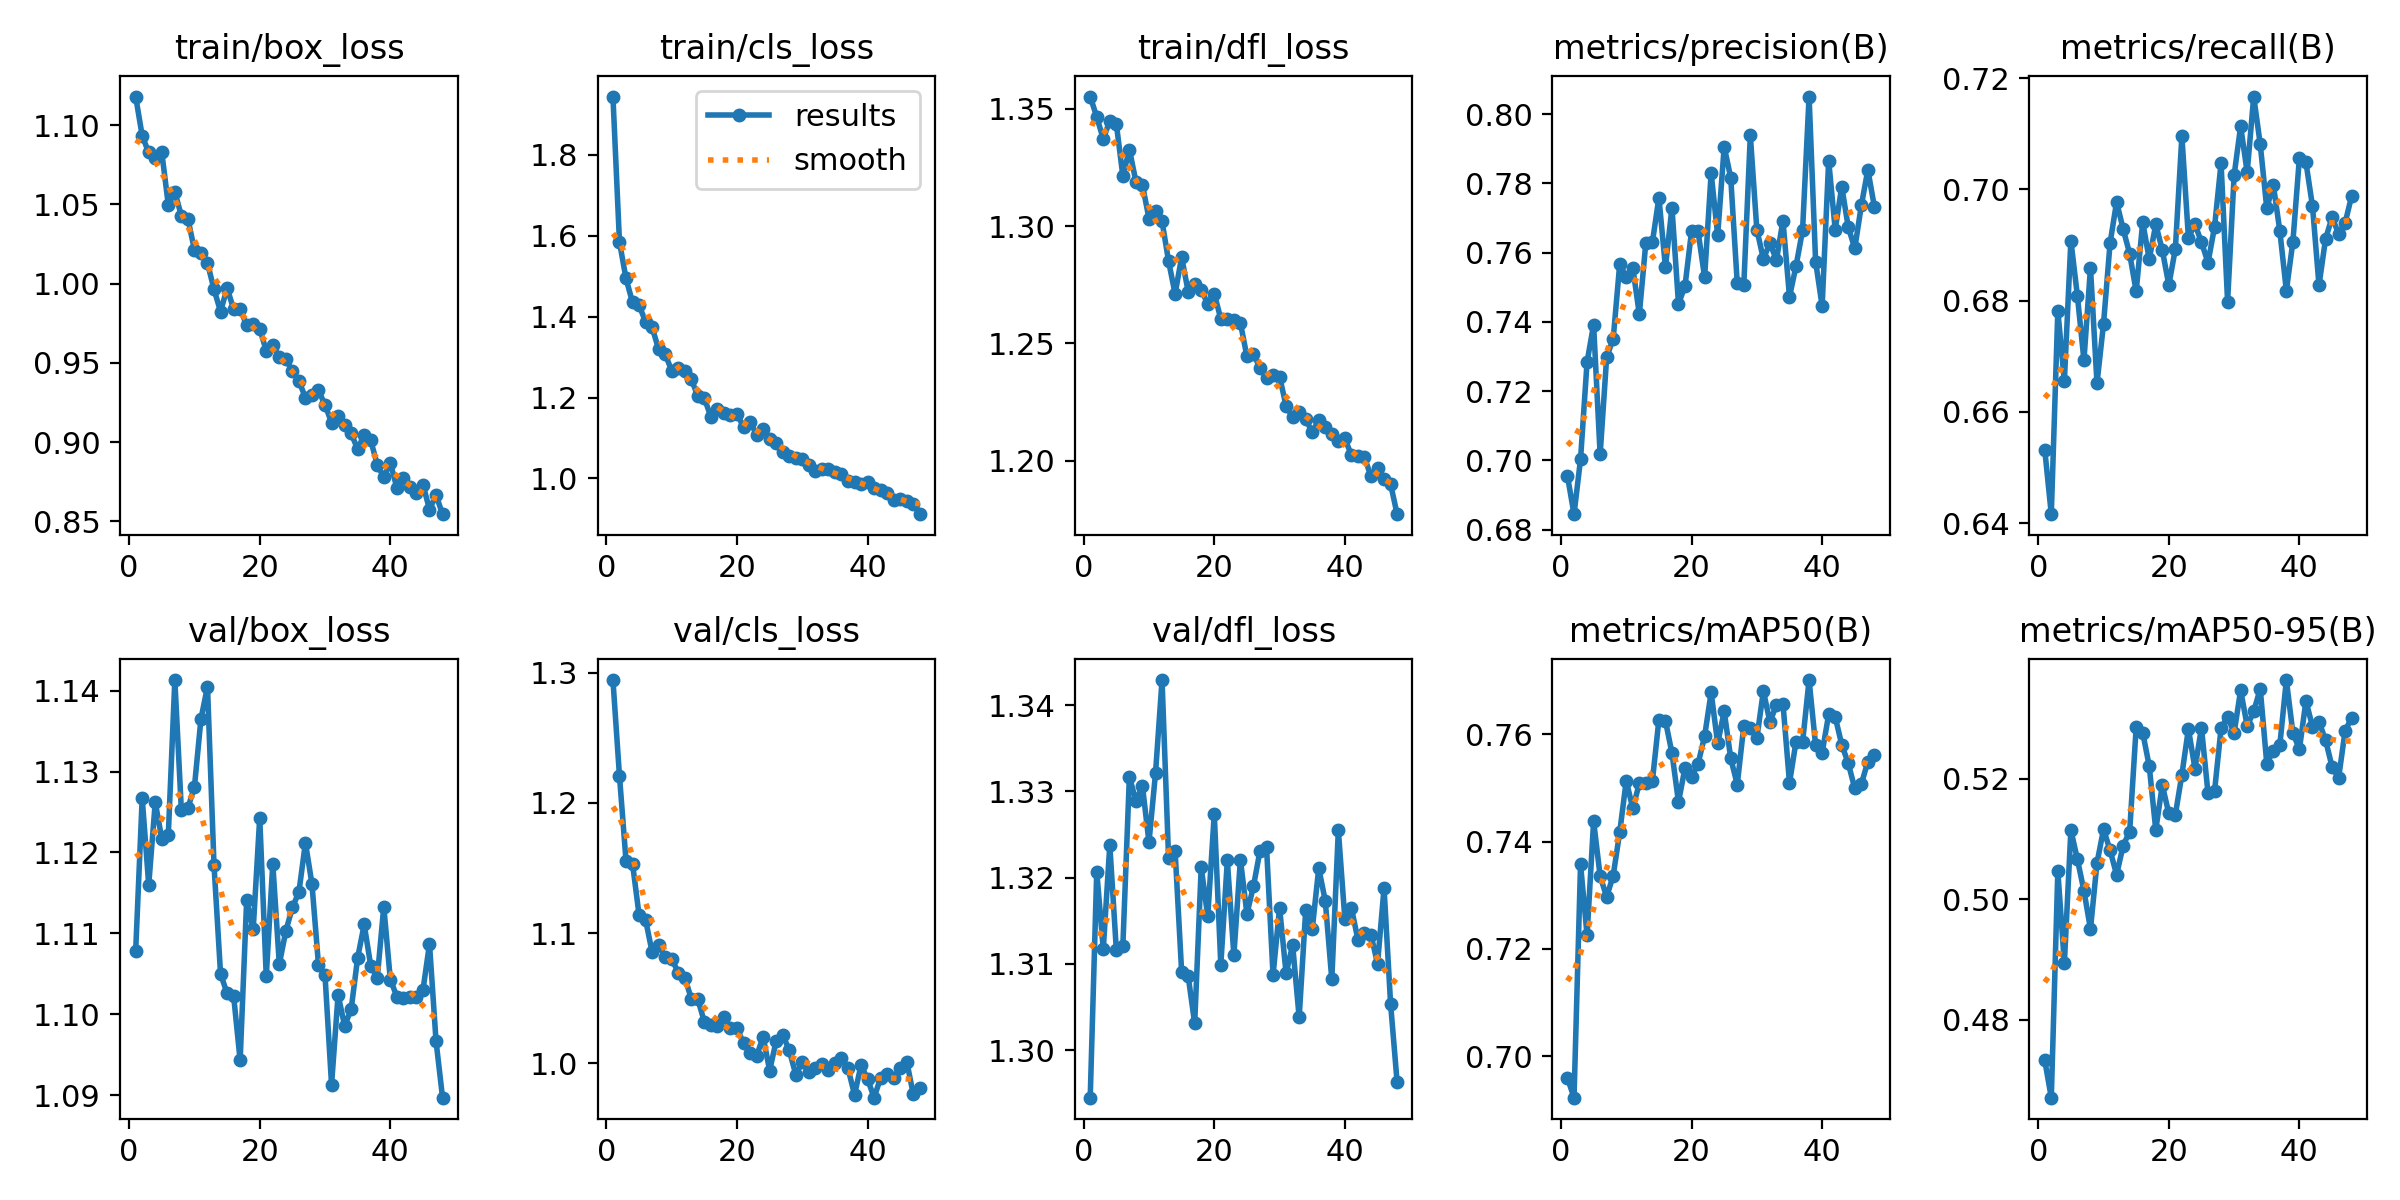 train/box_loss
1.10
1.05
1.00
0.95
0.90
0.85
0 20 40
train/cls_loss
results
smooth
1.8
1.6
1.4
1.2
1.0
0 20 40
train/dfl_loss
1.35
1.30
1.25
1.20
0 20 40
metrics/precision(B)
0.80
0.78
0.76
0.74
0.72
0.70
0.68
0 20 40
metrics/recall(B)
0.72
0.70
0.68
0.66
0.64
0 20 40
val/box_loss
1.14
1.13
1.12
1.11
1.10
1.09
0 20 40
val/cls_loss
1.3
1.2
1.1
1.0
0 20 40
val/dfl_loss
1.34
1.33
1.32
1.31
1.30
0 20 40
metrics/mAP50(B)
0.76
0.74
0.72
0.70
0 20 40
metrics/mAP50-95(B)
0.52
0.50
0.48
0 20 40